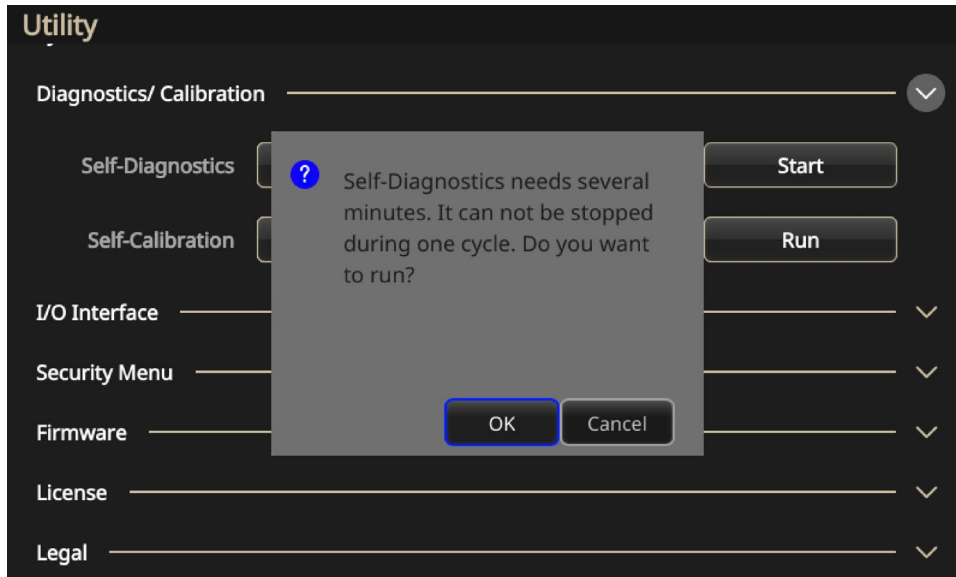 Utility
Diagnostics/ Calibration
Self-Diagnostics
Start
?
Self-Diagnostics needs several
minutes. It can not be stopped
during one cycle. Do you want
to run?
Self-Calibration
Run
I/O Interface
Security Menu
OK
Cancel
Firmware
License
Legal